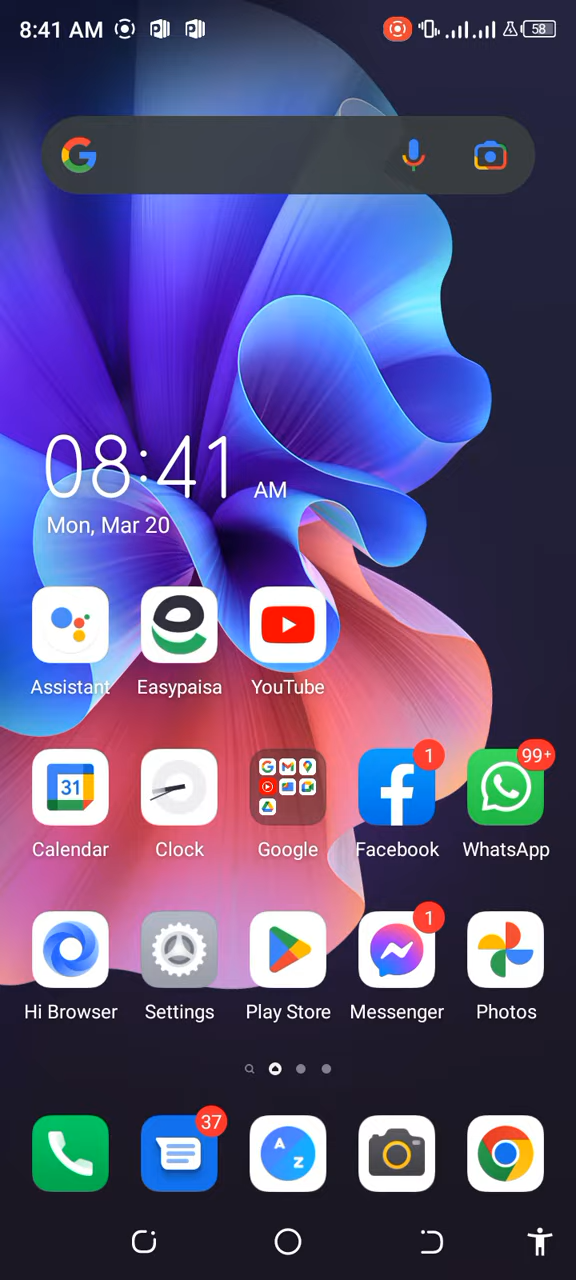 8:41 AM
58
08:41 AM
Mon, Mar 20
Assistant Easypaisa YouTube
31
1
99+
Calendar Clock Google Facebook WhatsApp
1
Hi Browser Settings Play Store Messenger Photos
37
A
Z